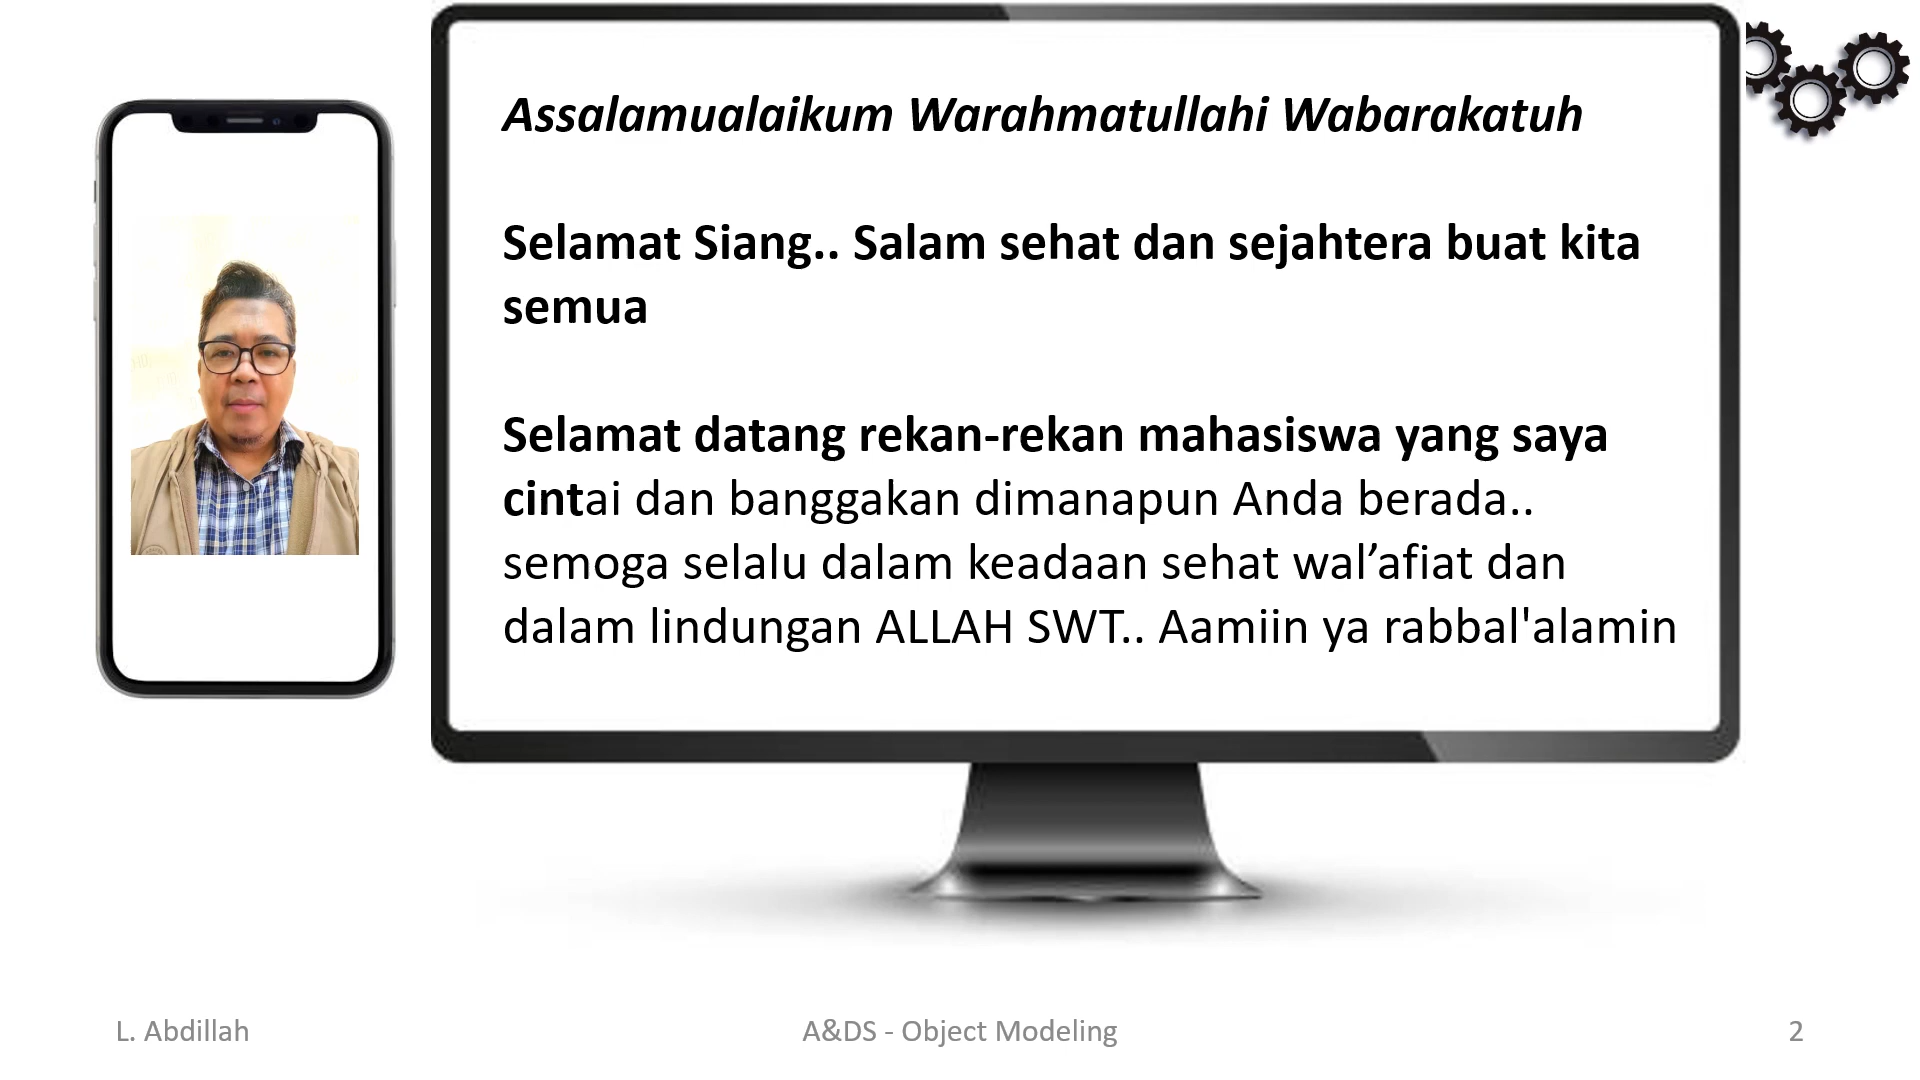 Assalamualaikum Warahmatullahi Wabarakatuh
Selamat Siang.. Salam sehat dan sejahtera buat kita
semua
Selamat datang rekan-rekan mahasiswa yang saya
cintai dan banggakan dimanapun Anda berada..
semoga selalu dalam keadaan sehat wal’afiat dan
dalam lindungan ALLAH SWT.. Aamiin ya rabbal'alamin
L. Abdillah
A&DS - Object Modeling
2